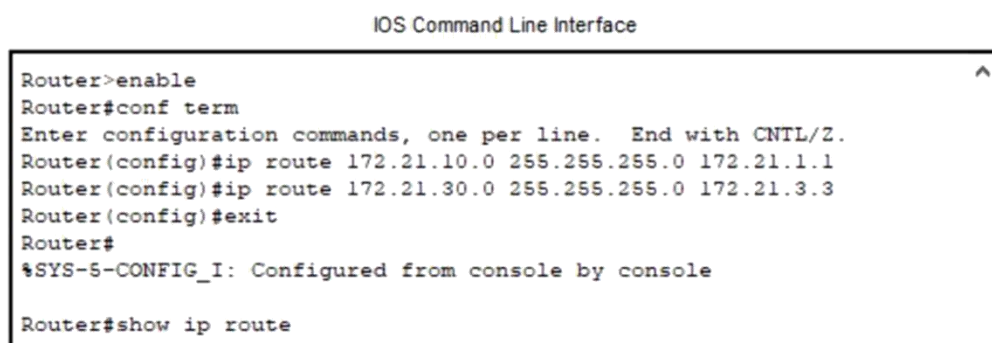 IOS Command Line Interface
Router>enable
Router#conf term
Enter configuration commands, one per line.  End with CNTL/Z.
Router(config)#ip route 172.21.10.0 255.255.255.0 172.21.1.1
Router(config)#ip route 172.21.30.0 255.255.255.0 172.21.3.3
Router(config)#exit
Router#
%SYS-5-CONFIG_I: Configured from console by console
Router#show ip route